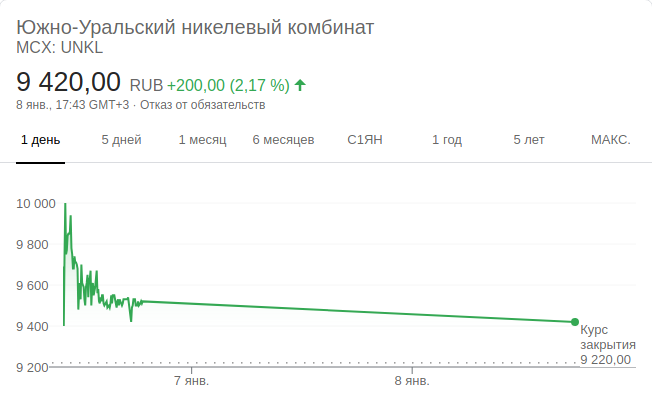 Южно-Уральский никелевый комбинат
MCX: UNKL
9 420,00 RUB +200,00 (2,17 %)
8 янв., 17:43 GMT+3 · Отказ от обязательств
1 день 5 дней 1 месяц 6 месяцев С1ЯН 1 год 5 лет МАКС.
10 000
9 800
9 600
9 400
Курс
закрытия
9 220,00
9 200
7 янв. 8 янв.